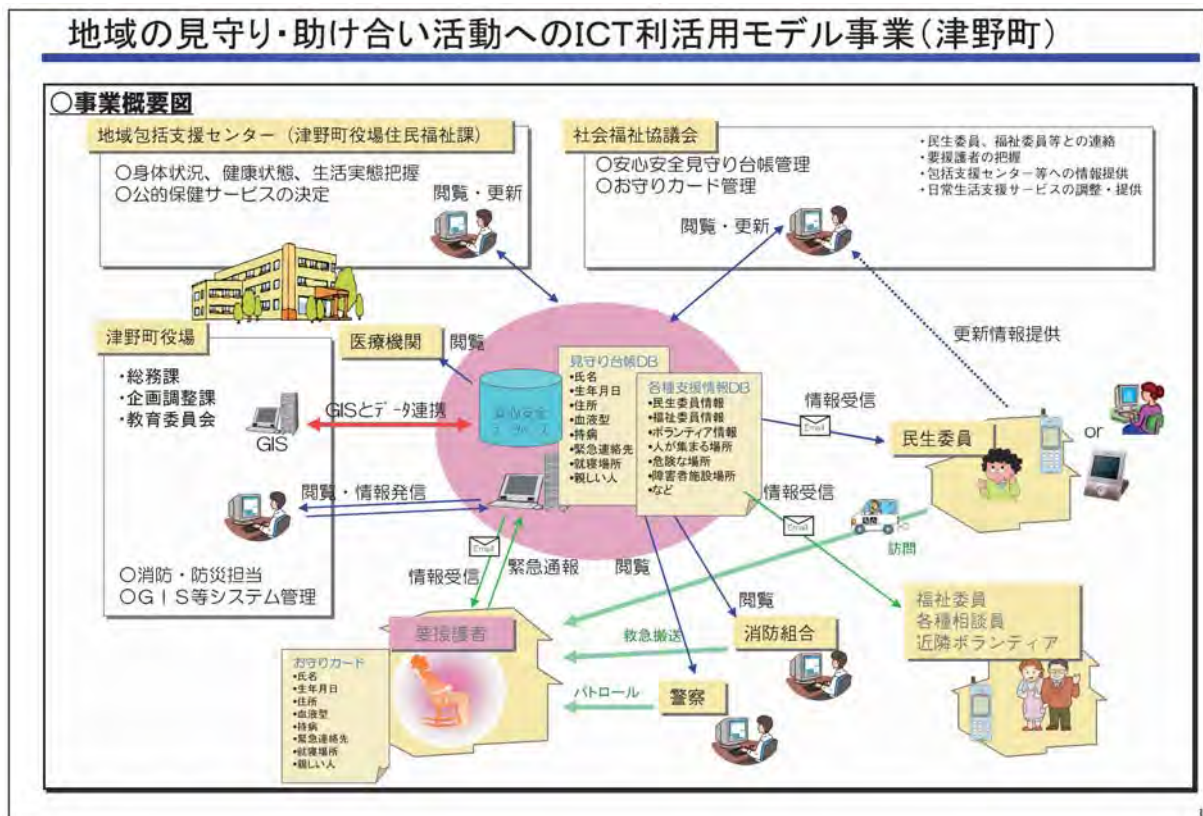 地域の見守り・助け合い活動へのICT利活用モデル事業(津野町)
○事業概要図
地域包括支援センター(津野町役場住民福祉課)
○身体状況、健康状態、生活実態把握
○公的保健サービスの決定
閲覧・更新
社会福祉協議会
○安心安全見守り台帳管理
○お守りカード管理
・民生委員、福祉委員等との連絡
・要援護者の把握
・包括支援センター等への情報提供
・日常生活支援サービスの調整・提供
閲覧・更新
更新情報提供
津野町役場
・総務課
・企画調整課
・教育委員会
GIS
医療機関
閲覧
GISとデータ連携
安心安全
見守り台帳DB
•氏名
•生年月日
•住所
•血液型
•持病
•緊急連絡先
•就寝場所
•親しい人
各種支援情報DB
•民生委員情報
•福祉委員情報
•ボランティア情報
•人が集まる場所
•危険な場所
•障害者施設場所
•など
情報受信
Email
民生委員
or
閲覧・情報発信
○消防・防災担当
○GIS等システム管理
情報受信
Email
緊急通報
閲覧
情報受信
Email
訪問
訪問
閲覧
福祉委員
各種相談員
近隣ボランティア
要援護者
救急搬送
消防組合
パトロール
警察
お守りカード
•氏名
•生年月日
•住所
•血液型
•持病
•緊急連絡先
•就寝場所
•親しい人